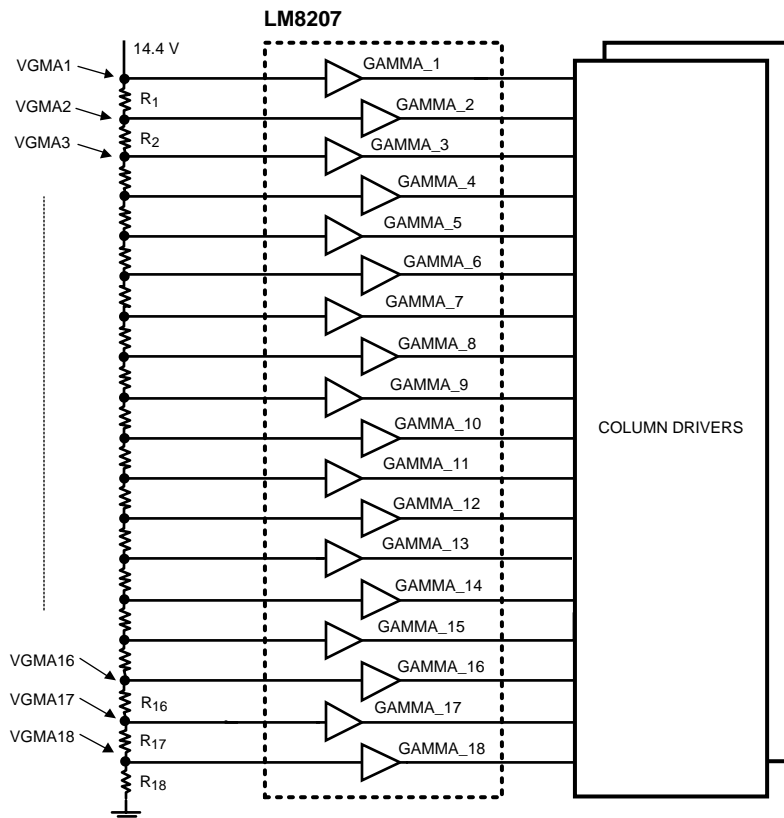 LM8207
14.4 V
VGMA1
GAMMA_1
R1
VGMA2
GAMMA_2
R2
VGMA3
GAMMA_3
GAMMA_4
GAMMA_5
GAMMA_6
GAMMA_7
GAMMA_8
GAMMA_9
GAMMA_10
COLUMN DRIVERS
GAMMA_11
GAMMA_12
GAMMA_13
GAMMA_14
GAMMA_15
VGMA16
GAMMA_16
R16
VGMA17
GAMMA_17
R17
VGMA18
GAMMA_18
R18